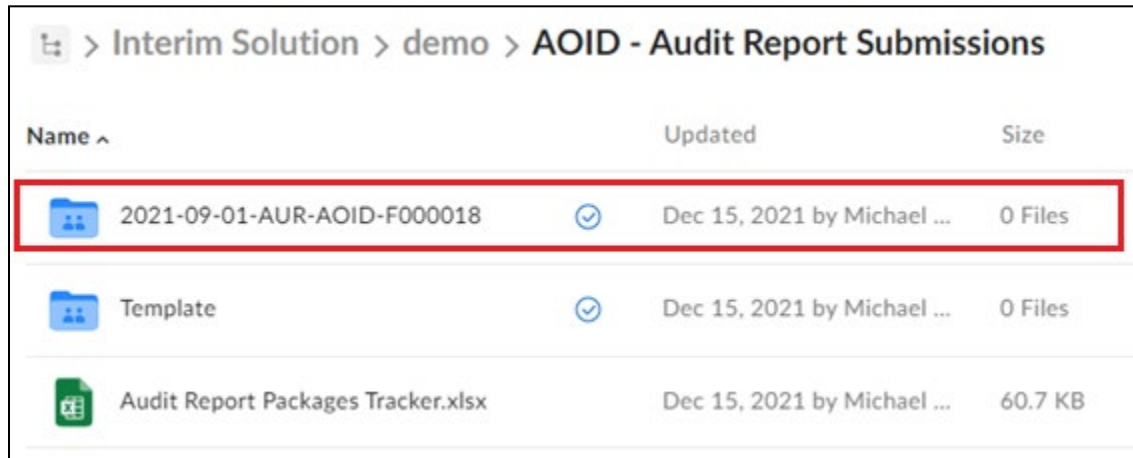 > Interim Solution > demo > AOID - Audit Report Submissions
Name Updated Size
2021-09-01-AUR-AOID-F000018 Dec 15, 2021 by Michael ... 0 Files
Template Dec 15, 2021 by Michael ... 0 Files
Audit Report Packages Tracker.xlsx Dec 15, 2021 by Michael ... 60.7 KB